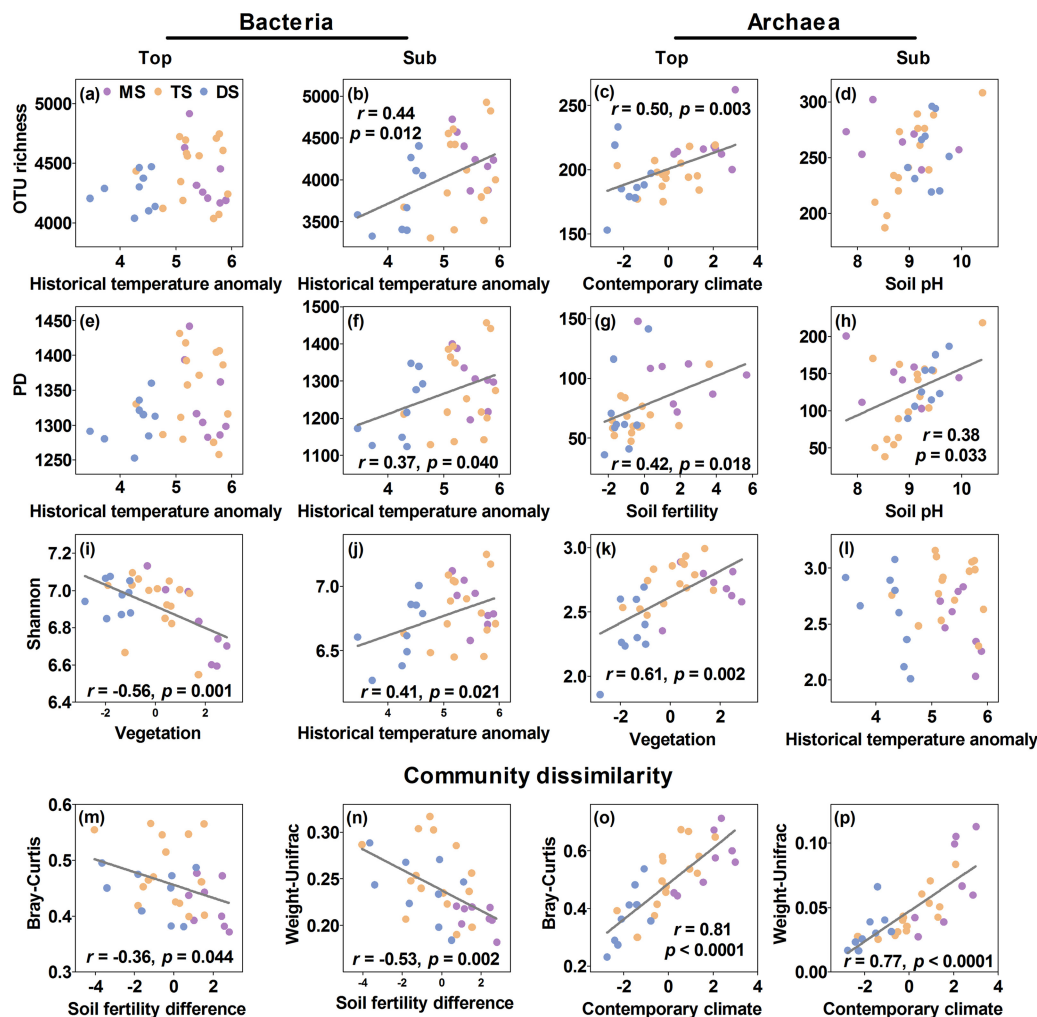 Bacteria Archaea
Top Sub Top Sub
(a) MS TS DS
OTU richness
5000
4500
4000
4 5 6
Historical temperature anomaly
(b) r = 0.44
p = 0.012
5000
4500
4000
3500
3000
3 4 5 6
Historical temperature anomaly
(c) r = 0.50, p = 0.003
250
200
150
-2 0 2 4
Contemporary climate
(d)
300
250
200
150
8 9 10
Soil pH
(e)
PD
1450
1400
1350
1300
1250
4 5 6
Historical temperature anomaly
(f)
1500
1400
1300
1200
1100
r = 0.37, p = 0.040
3 4 5 6
Historical temperature anomaly
(g)
150
100
50
r = 0.42, p = 0.018
-2 0 2 4 6
Soil fertility
(h)
200
150
100
50
r = 0.38
p = 0.033
8 9 10
Soil pH
(i)
Shannon
7.2
7.0
6.8
6.6
6.4
r = -0.56, p = 0.001
-2 0 2
Vegetation
(j)
7.0
6.5
6.0
r = 0.41, p = 0.021
3 4 5 6
Historical temperature anomaly
(k)
3.0
2.5
2.0
r = 0.61, p = 0.002
-2 0 2
Vegetation
(l)
3.0
2.5
2.0
4 5 6
Historical temperature anomaly
Community dissimilarity
(m)
Bray-Curtis
0.6
0.5
0.4
0.3
r = -0.36, p = 0.044
-4 -2 0 2
Soil fertility difference
(n)
Weight-Unifrac
0.30
0.25
0.20
r = -0.53, p = 0.002
-4 -2 0 2
Soil fertility difference
(o)
Bray-Curtis
0.8
0.6
0.4
0.2
r = 0.81
p < 0.0001
-2 0 2 4
Contemporary climate
(p)
Weight-Unifrac
0.10
0.05
0.00
r = 0.77, p < 0.0001
-2 0 2 4
Contemporary climate